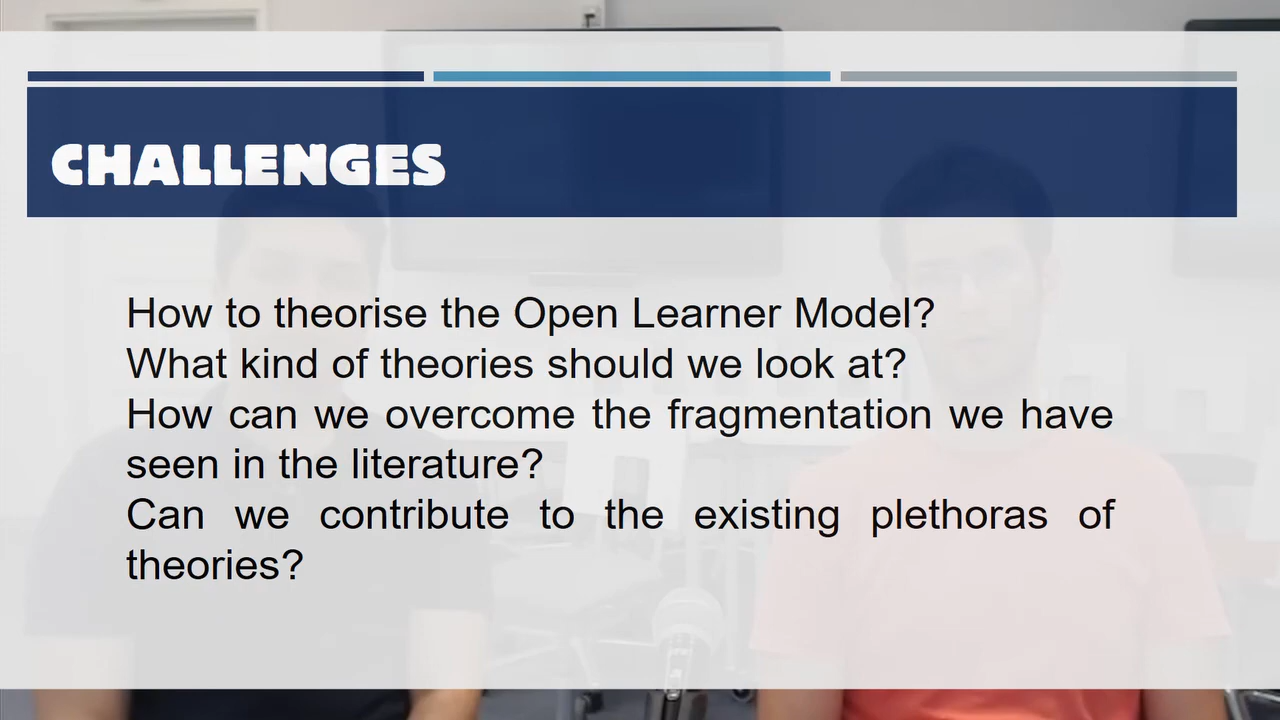 CHALLENGES
How to theorise the Open Learner Model?
What kind of theories should we look at?
How can we overcome the fragmentation we have
seen in the literature?
Can we contribute to the existing plethoras of
theories?